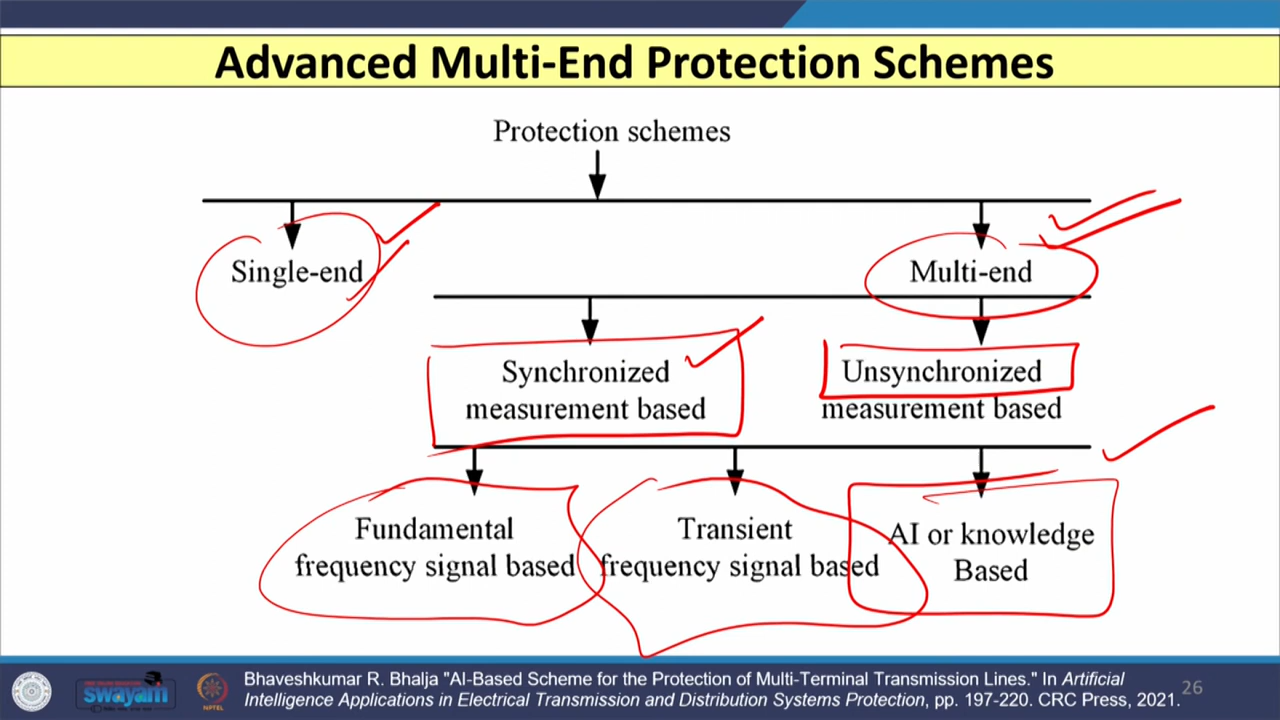 Advanced Multi-End Protection Schemes
Protection schemes
Single-end
Multi-end
Synchronized
measurement based
Unsynchronized
measurement based
Fundamental
frequency signal based
Transient
frequency signal based
AI or knowledge
Based
Bhaveshkumar R. Bhalja "AI-Based Scheme for the Protection of Multi-Terminal Transmission Lines." In Artificial
Intelligence Applications in Electrical Transmission and Distribution Systems Protection, pp. 197-220. CRC Press, 2021.
26
swayam
NPTEL